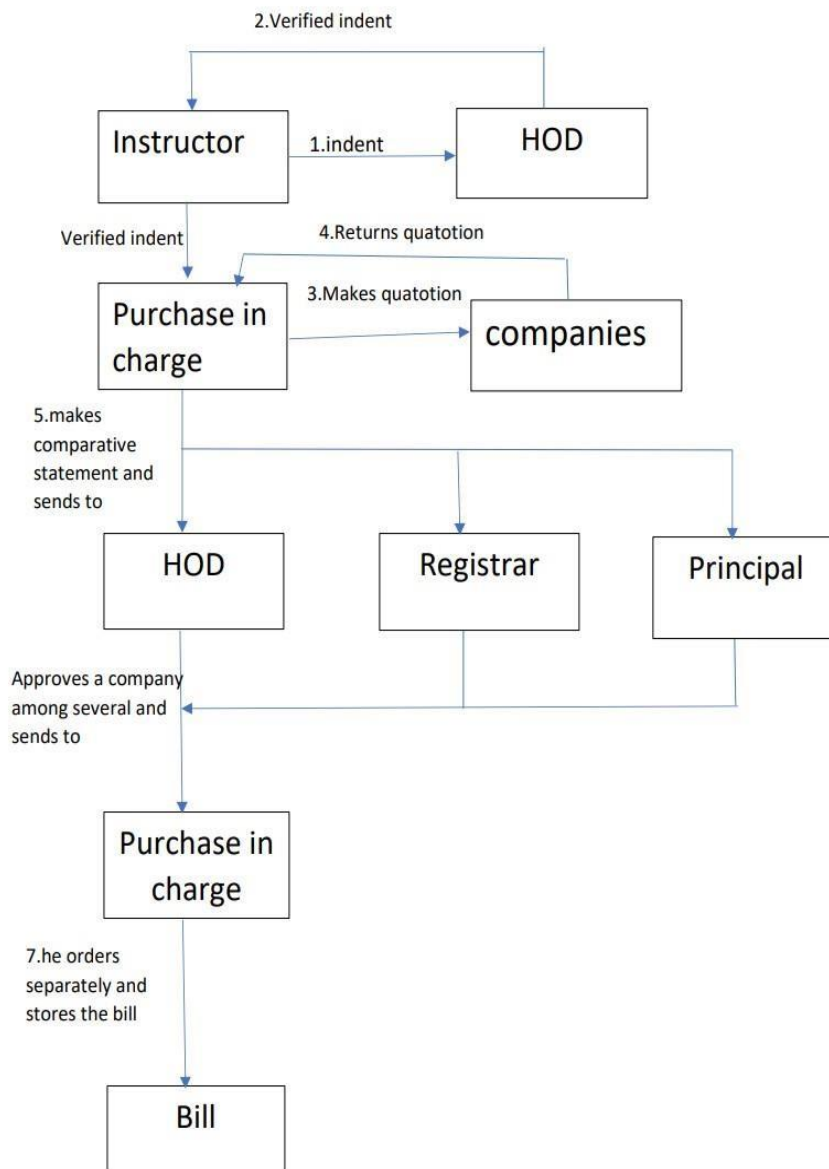 2.Verified indent
Instructor
1.indent
HOD
Verified indent
4.Returns quatotion
3.Makes quatotion
Purchase in
charge
companies
5.makes
comparative
statement and
sends to
HOD
Registrar
Principal
Approves a company
among several and
sends to
Purchase in
charge
7.he orders
separately and
stores the bill
Bill